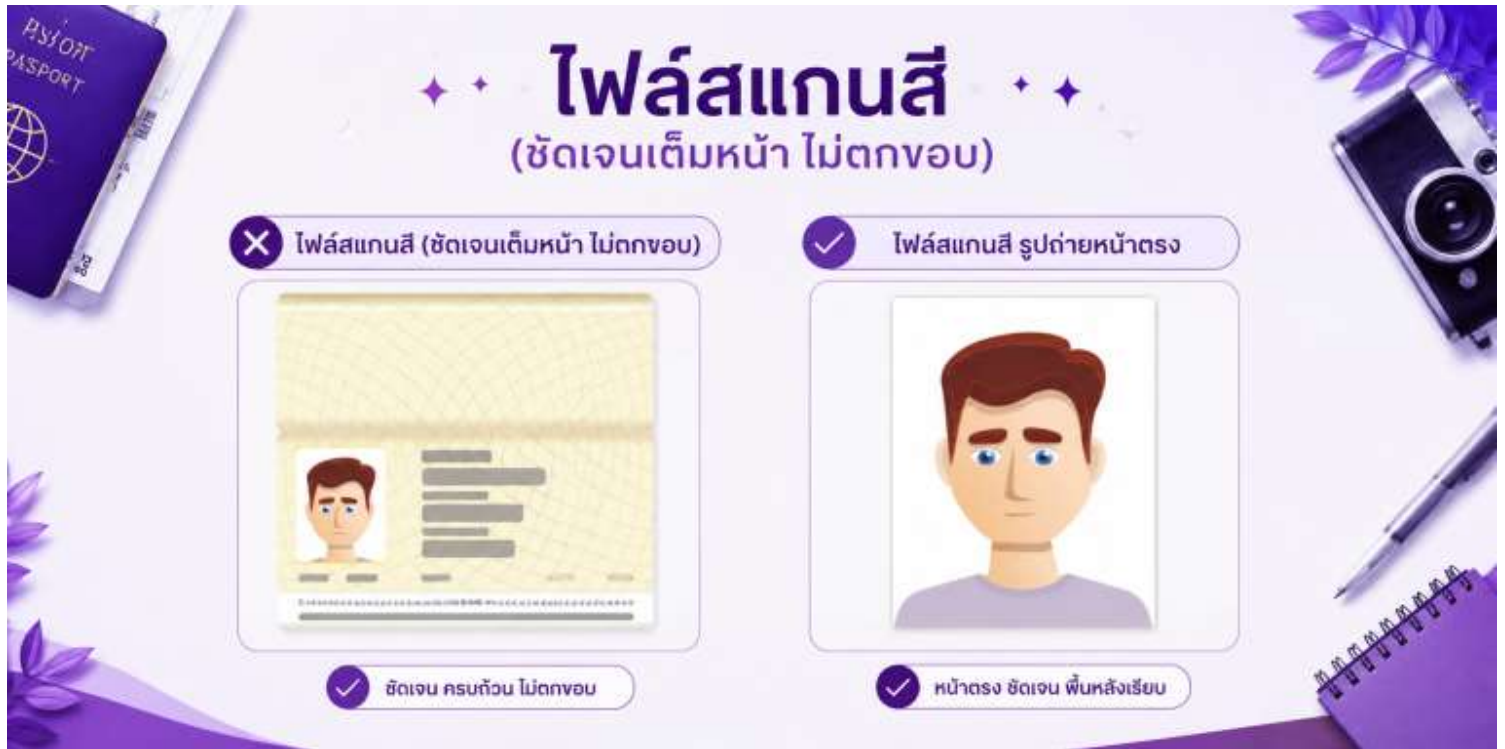 ไฟล์สแกนสี
(ชัดเจนเต็มหน้า ไม่ตกขอบ)
ไฟล์สแกนสี (ชัดเจนเต็มหน้า ไม่ตกขอบ)
ไฟล์สแกนสี รูปถ่ายหน้าตรง
ชัดเจน ครบถ้วน ไม่ตกขอบ
หน้าตรง ชัดเจน พื้นหลังเรียบ